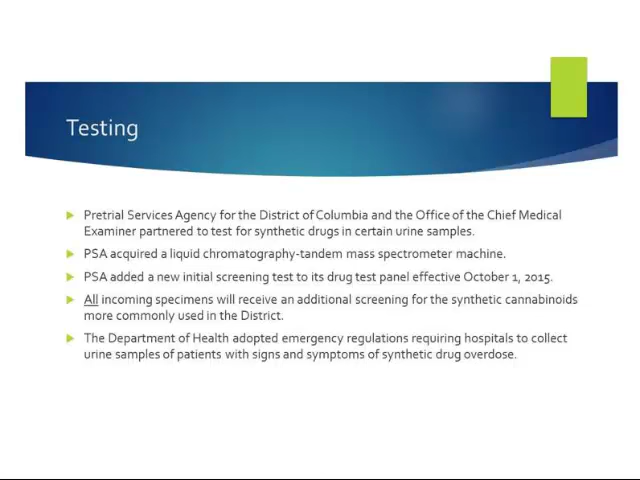 Testing
Pretrial Services Agency for the District of Columbia and the Office of the Chief Medical
Examiner partnered to test for synthetic drugs in certain urine samples.
PSA acquired a liquid chromatography-tandem mass spectrometer machine.
PSA added a new initial screening test to its drug test panel effective October 1, 2015.
All incoming specimens will receive an additional screening for the synthetic cannabinoids
more commonly used in the District.
The Department of Health adopted emergency regulations requiring hospitals to collect
urine samples of patients with signs and symptoms of synthetic drug overdose.